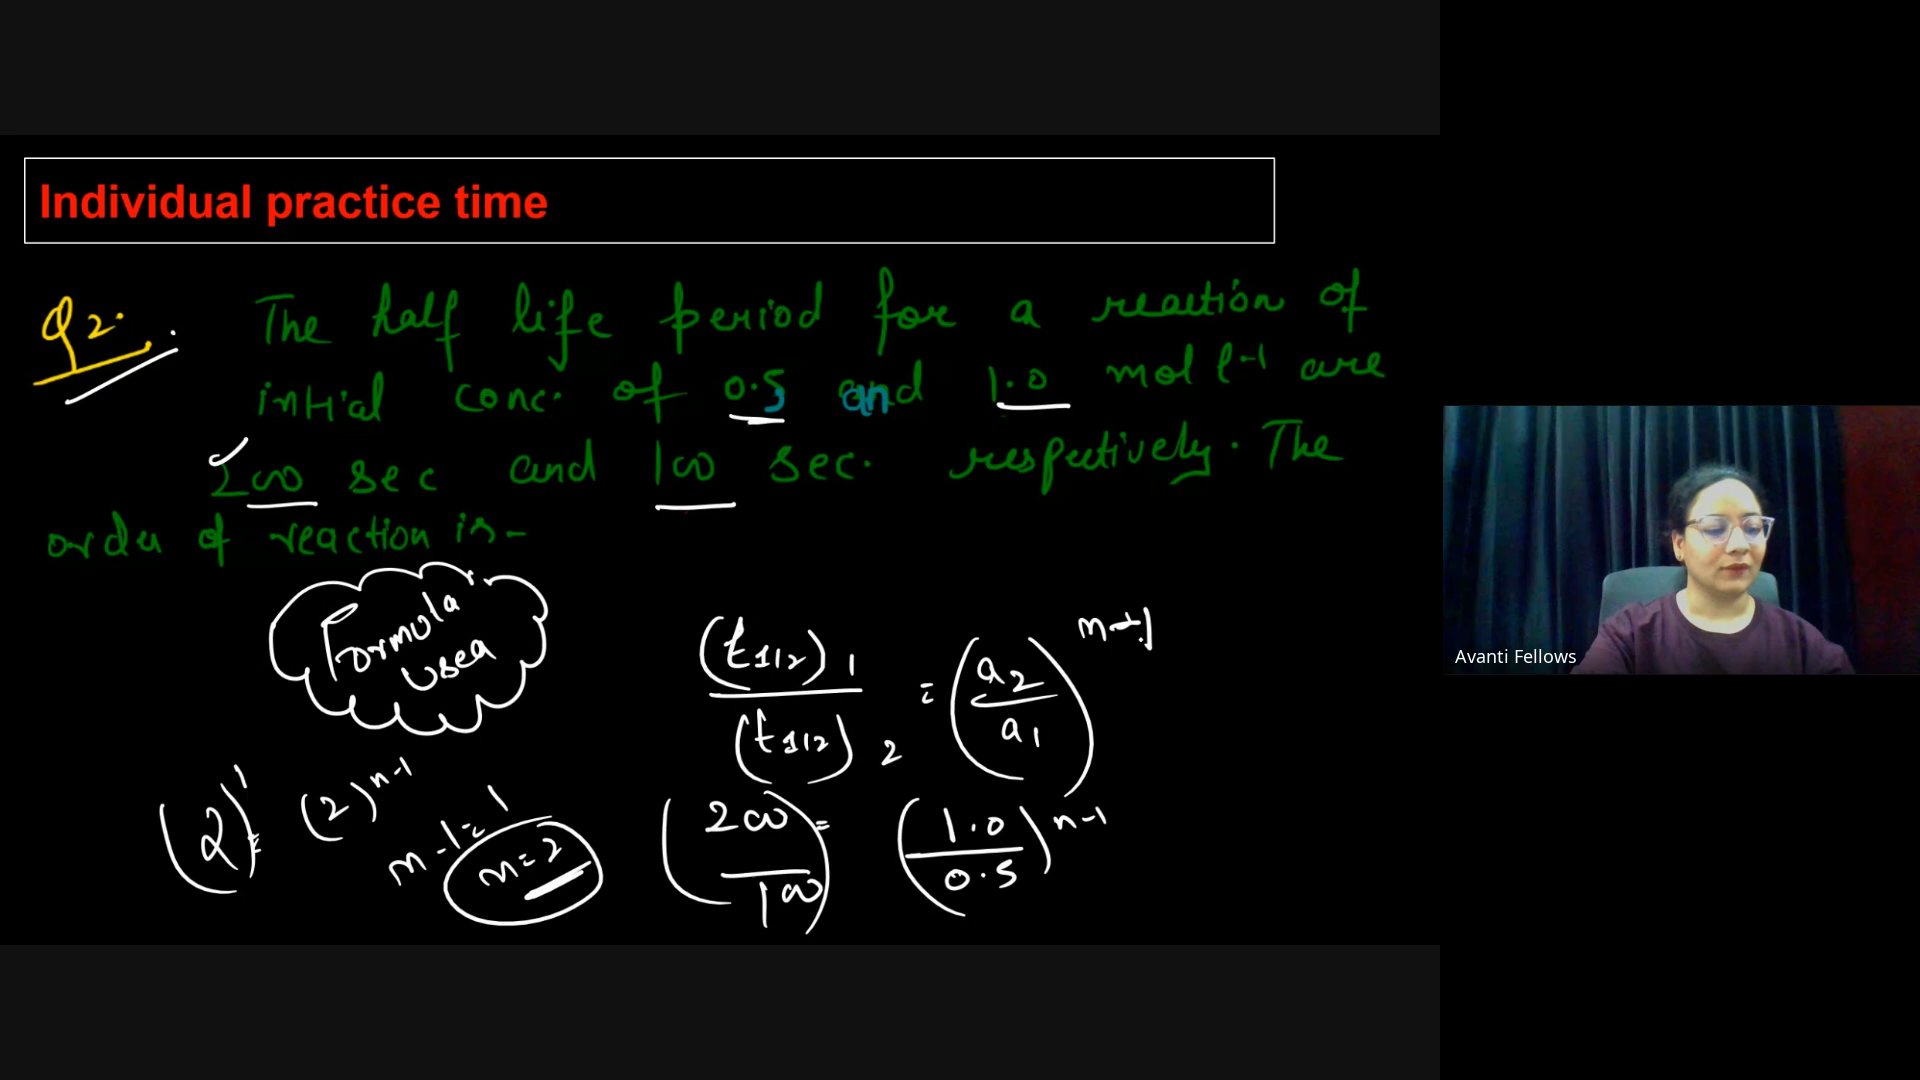 Individual practice time
Q2. The half life period for a reaction of
intial conc. of 0.5 and 1.0 mol l-1 are
200 sec and 100 sec. respectively. The
order of reaction is-
Formula
used
(t1/2)1 / (t1/2)2 = (a2/a1)^n-1
(200/100) = (1.0/0.5)^n-1
(2)^1 = (2)^n-1
n-1=1
n=2
Avanti Fellows